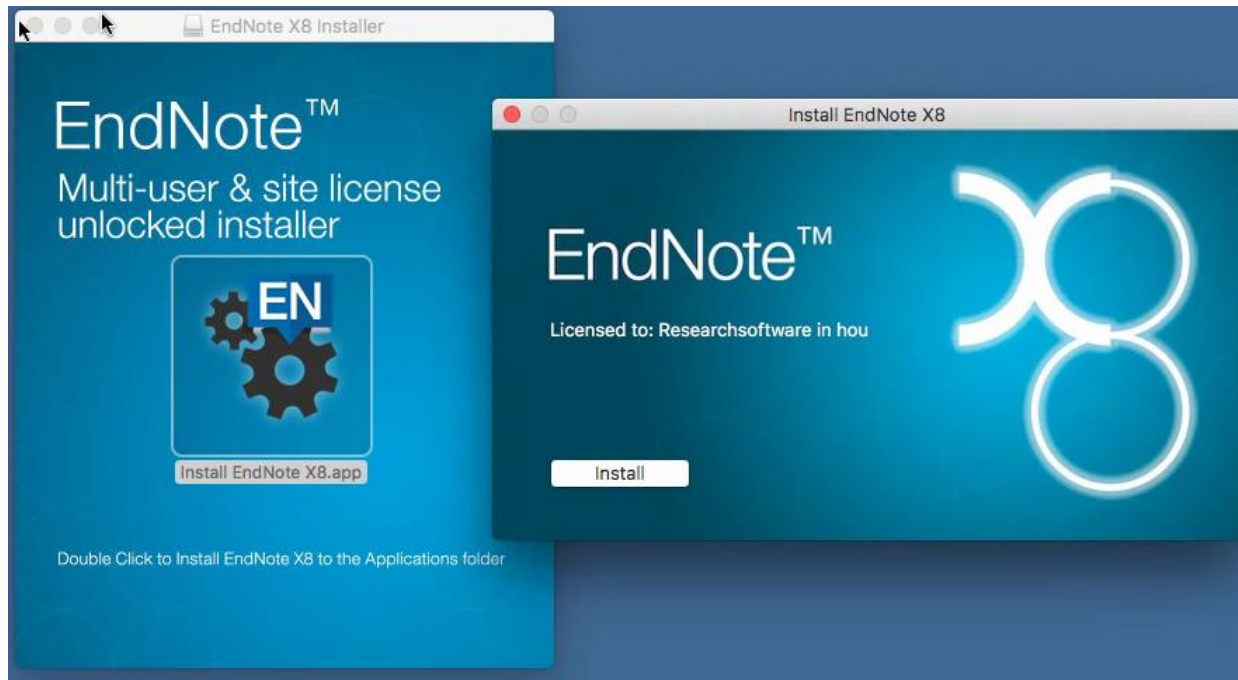 EndNote X8 Installer
EndNote™
Multi-user & site license
unlocked installer
EN
Install EndNote X8.app
Double Click to Install EndNote X8 to the Applications folder
Install EndNote X8
EndNote™
Licensed to: Researchsoftware in hou
Install
X8